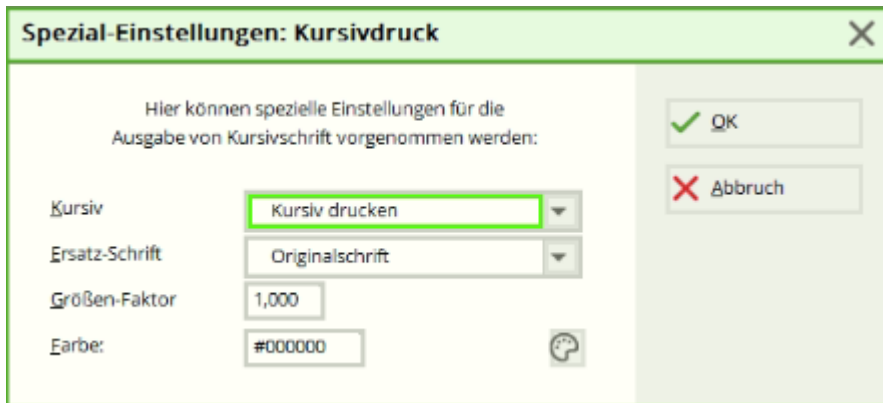 Spezial-Einstellungen: Kursivdruck
Hier können spezielle Einstellungen für die
Ausgabe von Kursivschrift vorgenommen werden:
OK
Abbruch
Kursiv
Kursiv drucken
Ersatz-Schrift
Originalschrift
Größen-Faktor
1,000
Farbe:
#000000